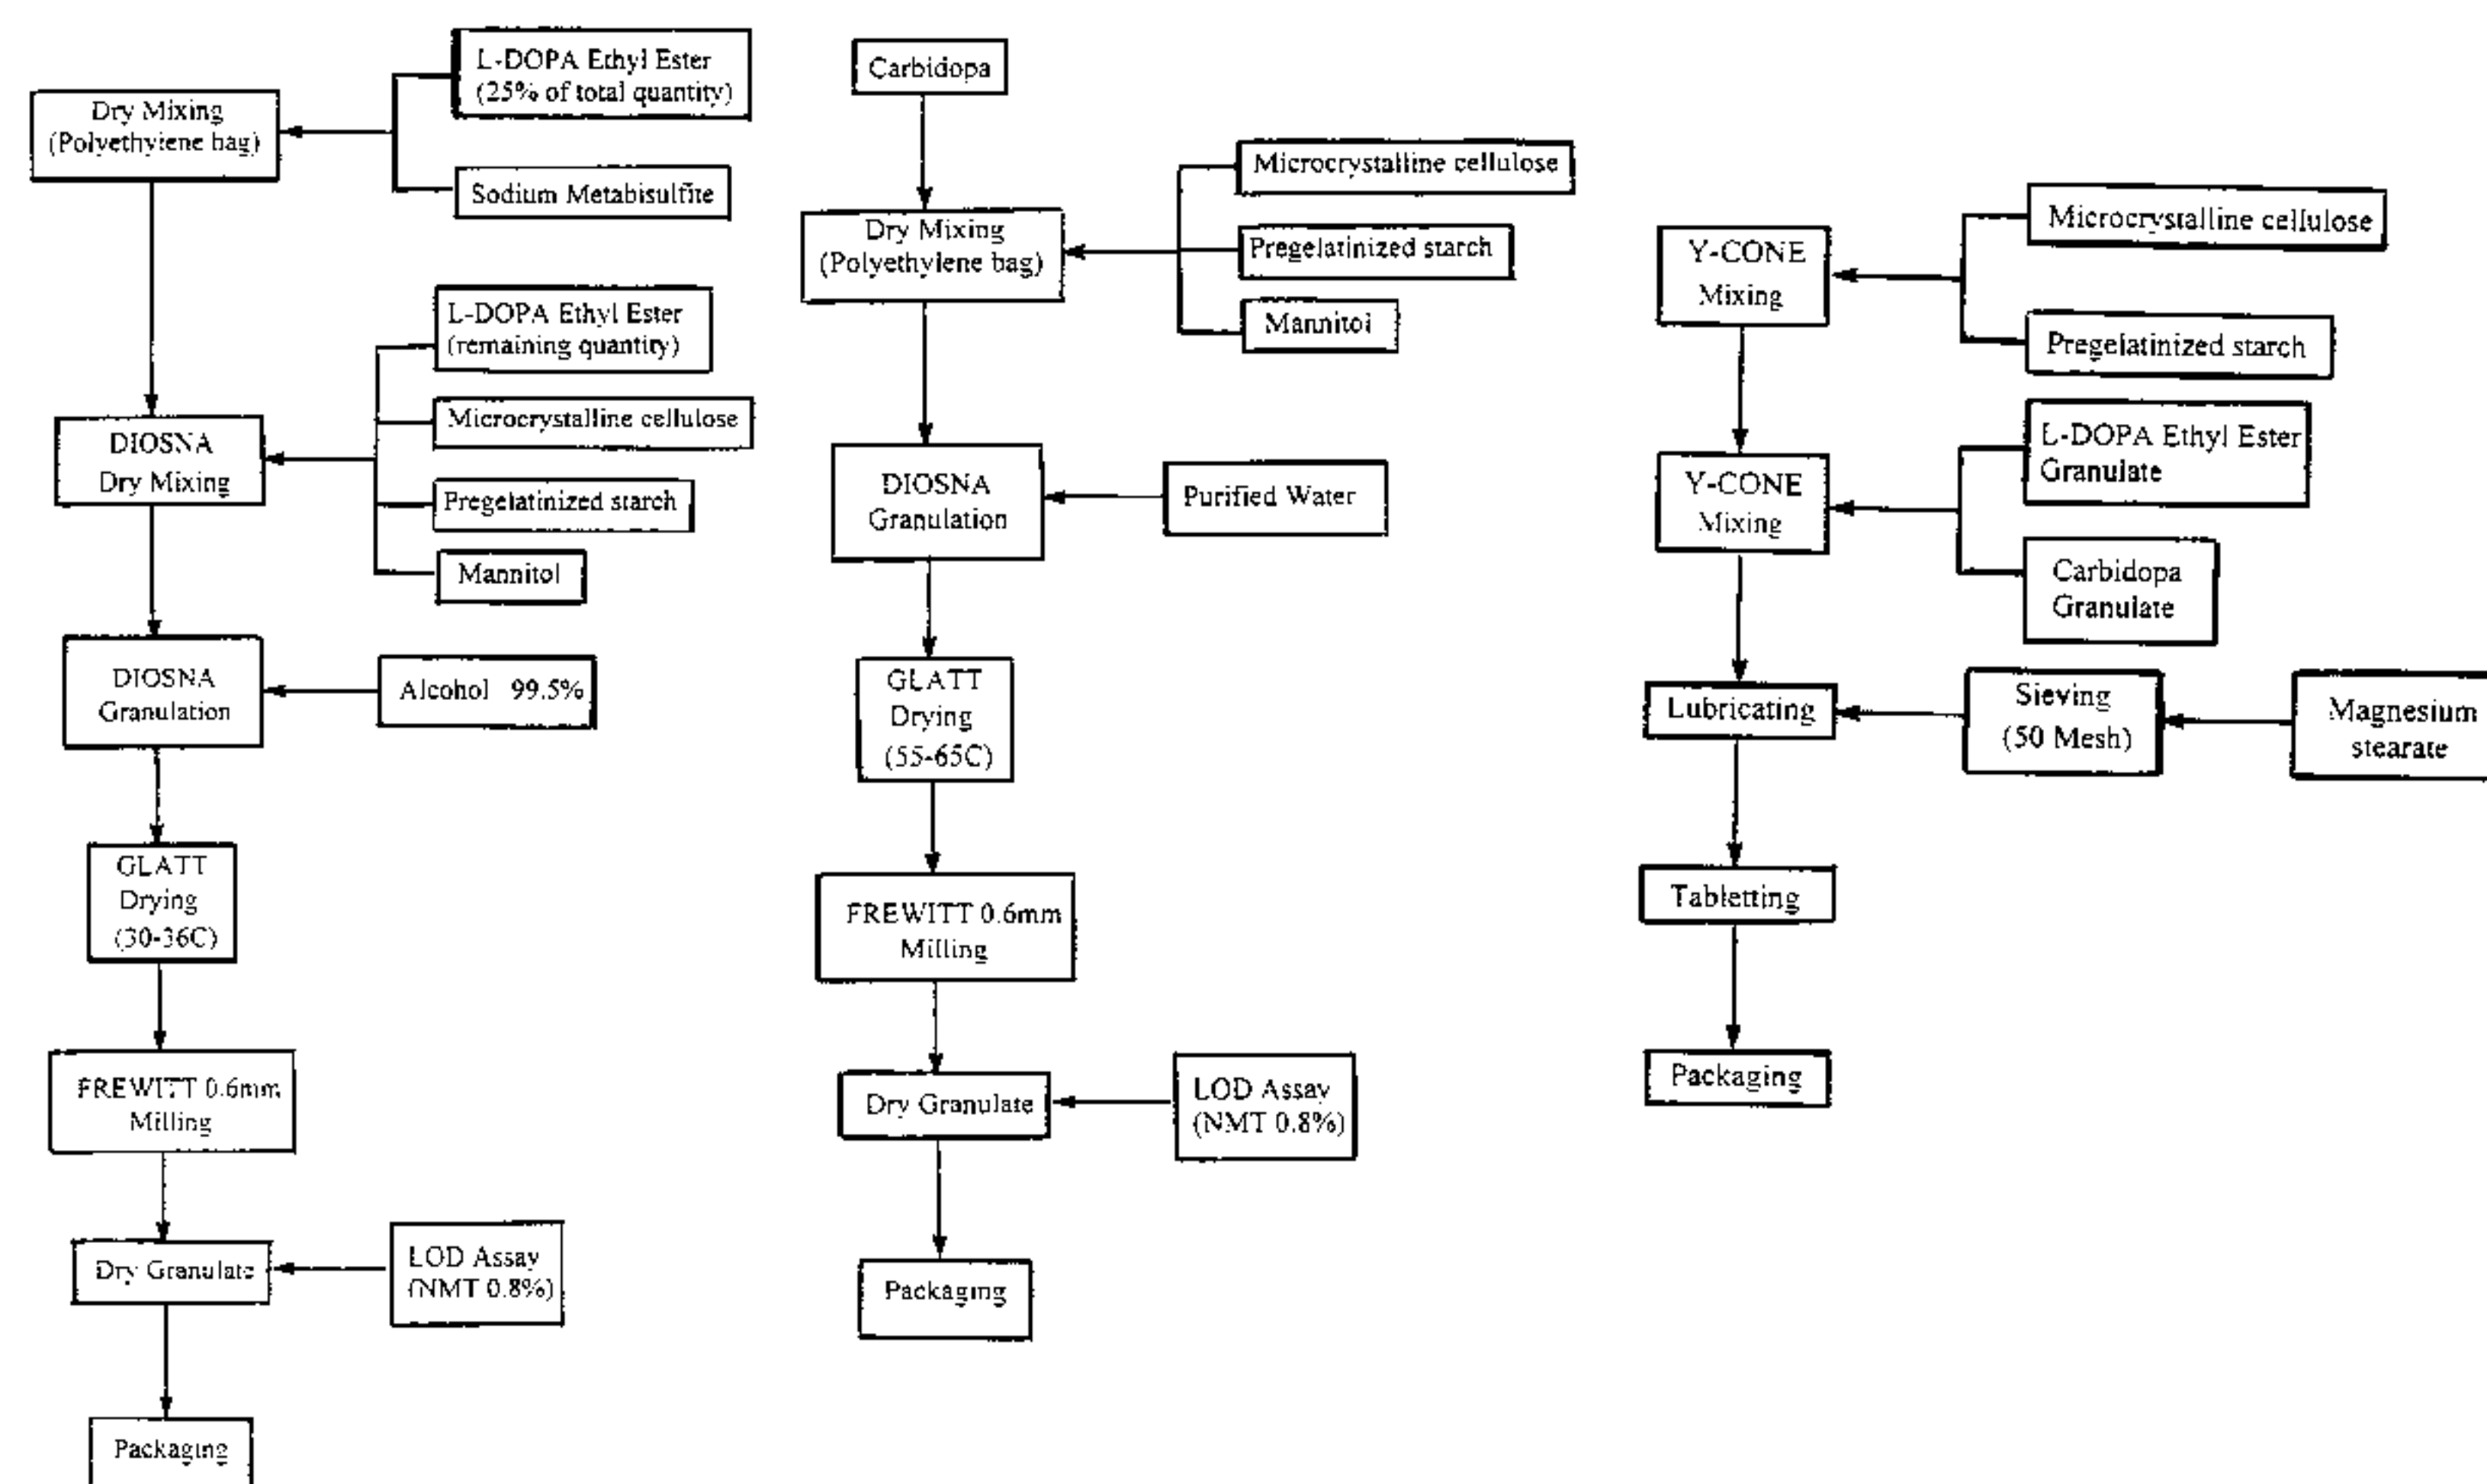 L-DOPA Ethyl Ester
(25% of total quantity)
Dry Mixing
(Polyethylene bag)
Sodium Metabisulfite
L-DOPA Ethyl Ester
(remaining quantity)
Microcrystalline cellulose
DIOSNA
Dry Mixing
Pregelatinized starch
Mannitol
DIOSNA
Granulation
Alcohol 99.5%
GLATT
Drying
(30-36C)
FREWITT 0.6mm
Milling
Dry Granulate
LOD Assay
(NMT 0.8%)
Packaging
Carbidopa
Microcrystalline cellulose
Dry Mixing
(Polyethylene bag)
Pregelatinized starch
Mannitol
DIOSNA
Granulation
Purified Water
GLATT
Drying
(55-65C)
FREWITT 0.6mm
Milling
Dry Granulate
LOD Assay
(NMT 0.8%)
Packaging
Microcrystalline cellulose
Y-CONE
Mixing
Pregelatinized starch
L-DOPA Ethyl Ester
Granulate
Y-CONE
Mixing
Carbidopa
Granulate
Lubricating
Sieving
(50 Mesh)
Magnesium
stearate
Tabletting
Packaging